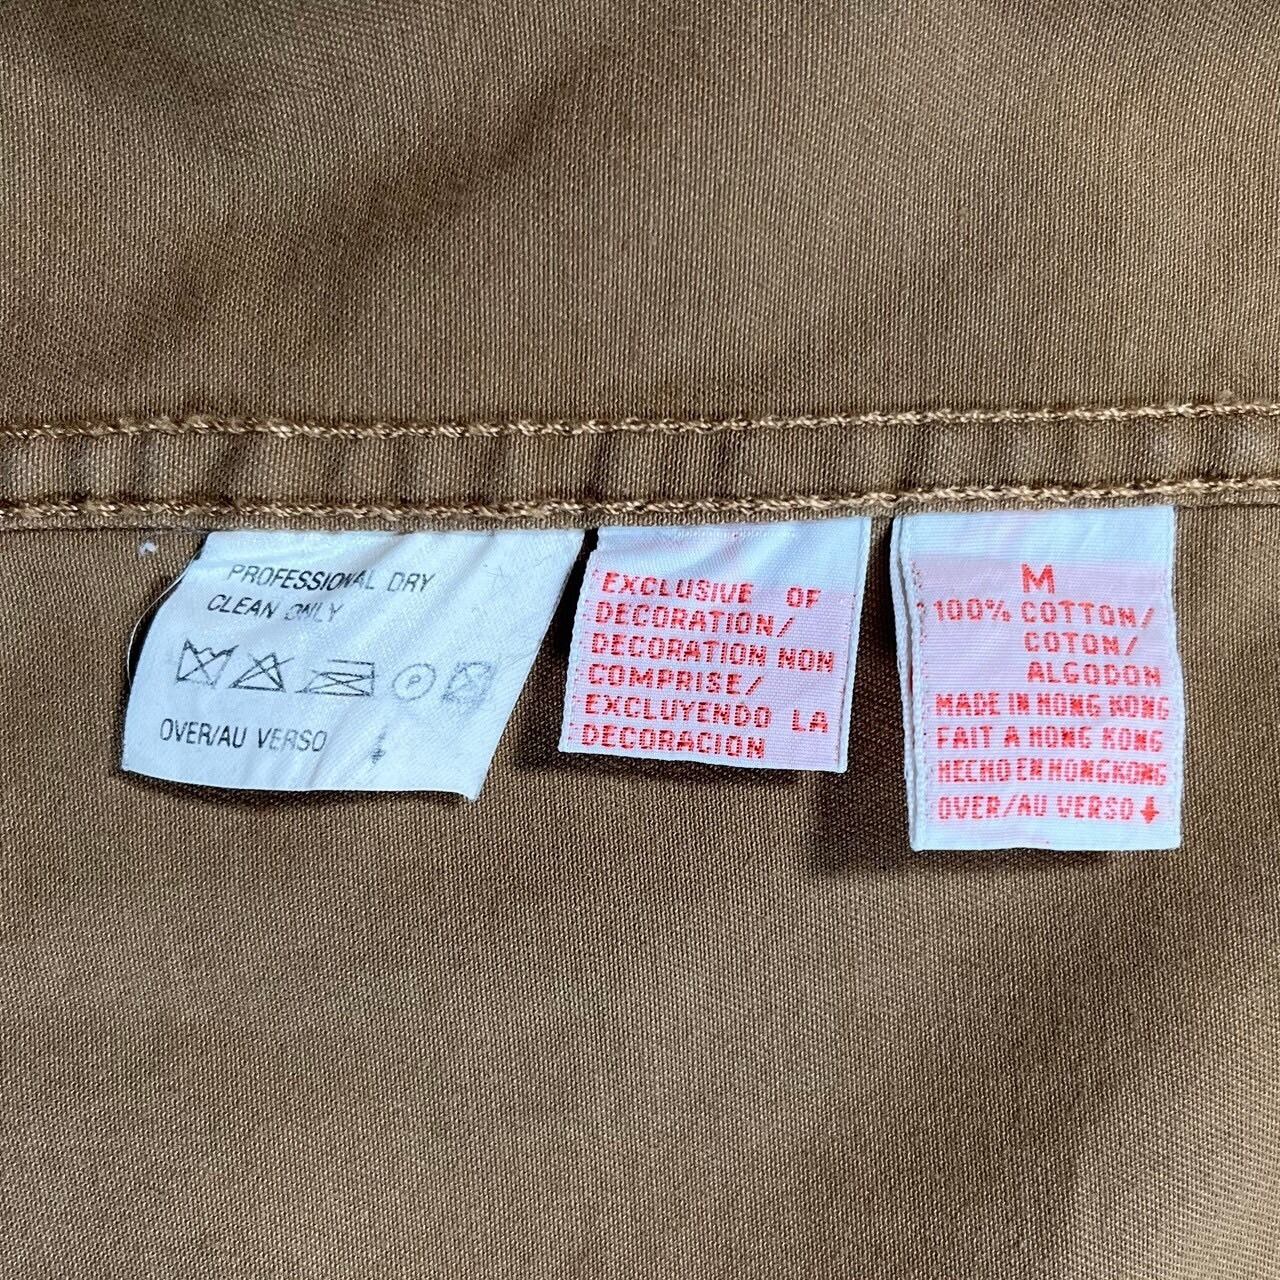 PROFESSIONAL DRY
CLEAN ONLY
P
OVER/AU VERSO
EXCLUSIVE OF
DECORATION/
DECORATION NON
COMPRISE/
EXCLUYENDO LA
DECORACION
M
100% COTTON/
COTON/
ALGODON
MADE IN HONG KONG
FAIT A HONG KONG
HECHO EN HONGKONG
OVER/AU VERSO